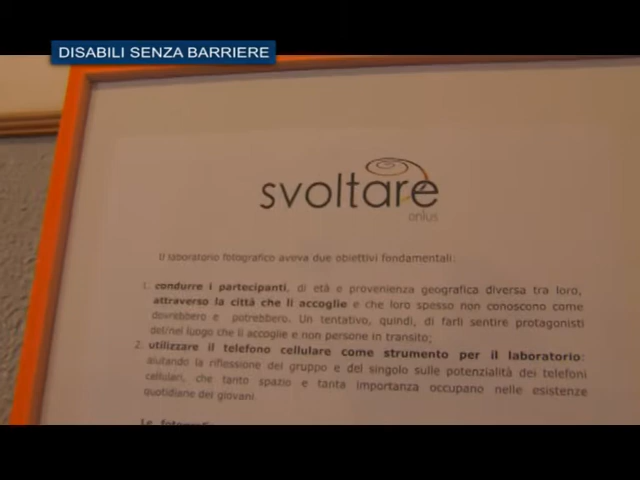 DISABILI SENZA BARRIERE
svoltare
onlus
Il laboratorio fotografico aveva due obiettivi fondamentali:
1. condurre i partecipanti, di età e provenienza geografica diversa tra loro,
attraverso la città che li accoglie e che loro spesso non conoscono come
dovrebbero e potrebbero. Un tentativo, quindi, di farli sentire protagonisti
del/nel luogo che li accoglie e non persone in transito;
2. utilizzare il telefono cellulare come strumento per il laboratorio:
aiutando la riflessione del gruppo e del singolo sulle potenzialità dei telefoni
cellulari, che tanto spazio e tanta importanza occupano nelle esistenze
quotidiane dei giovani.
Le